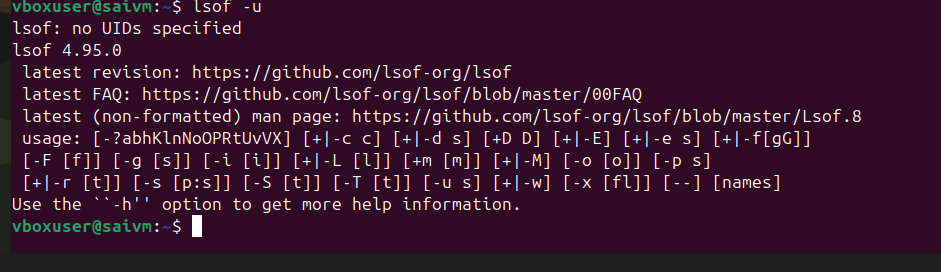 vboxuser@saivm:~$ lsof -u
lsof: no UIDs specified
lsof 4.95.0
 latest revision: https://github.com/lsof-org/lsof
 latest FAQ: https://github.com/lsof-org/lsof/blob/master/00FAQ
 latest (non-formatted) man page: https://github.com/lsof-org/lsof/blob/master/Lsof.8
 usage: [-?abhKlnNoOPRtUvVX] [+|-c c] [+|-d s] [+D D] [+|-E] [+|-e s] [+|-f[gG]]
 [-F [f]] [-g [s]] [-i [i]] [+|-L [l]] [+m [m]] [+|-M] [-o [o]] [-p s]
 [+|-r [t]] [-s [p:s]] [-S [t]] [-T [t]] [-u s] [+|-w] [-x [fl]] [--] [names]
Use the ``-h'' option to get more help information.
vboxuser@saivm:~$